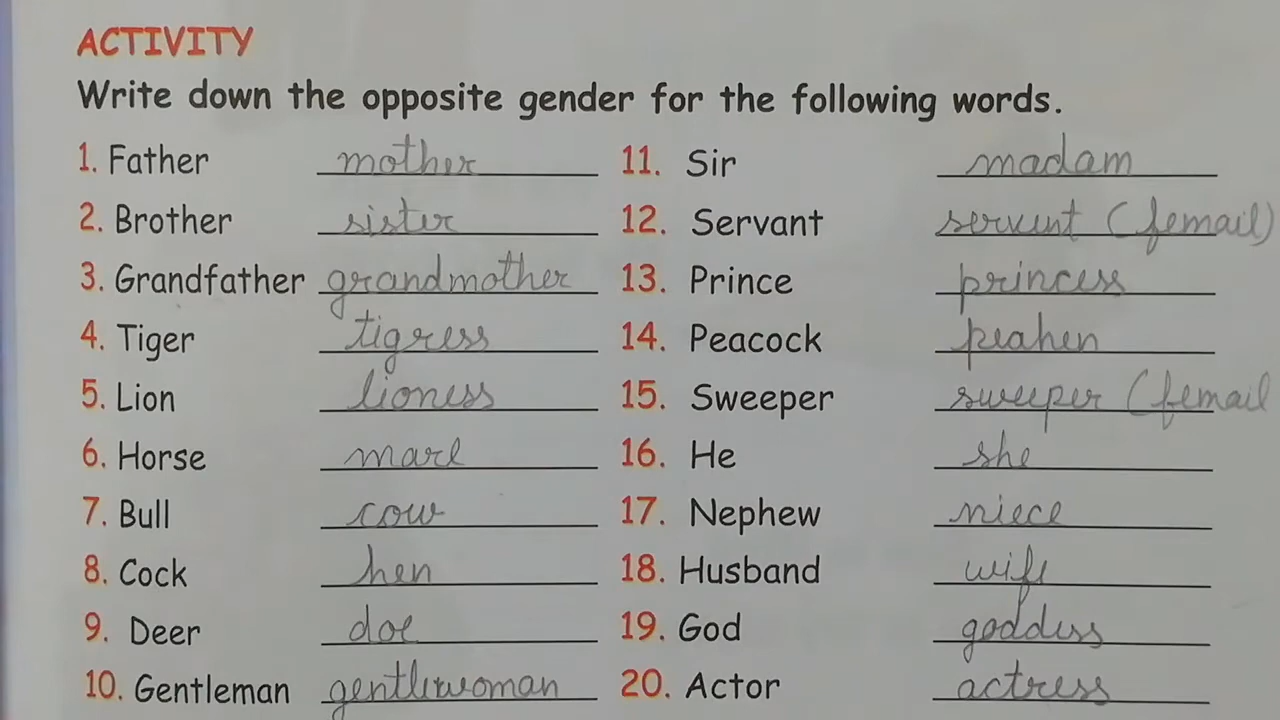 ACTIVITY
Write down the opposite gender for the following words.
1. Father mother 11. Sir madam
2. Brother sister 12. Servant servent (femail)
3. Grandfather grandmother 13. Prince princess
4. Tiger tigress 14. Peacock peahen
5. Lion lioness 15. Sweeper sweeper (femail
6. Horse mare 16. He she
7. Bull cow 17. Nephew niece
8. Cock hen 18. Husband wife
9. Deer doe 19. God goddess
10. Gentleman gentlewoman 20. Actor actress